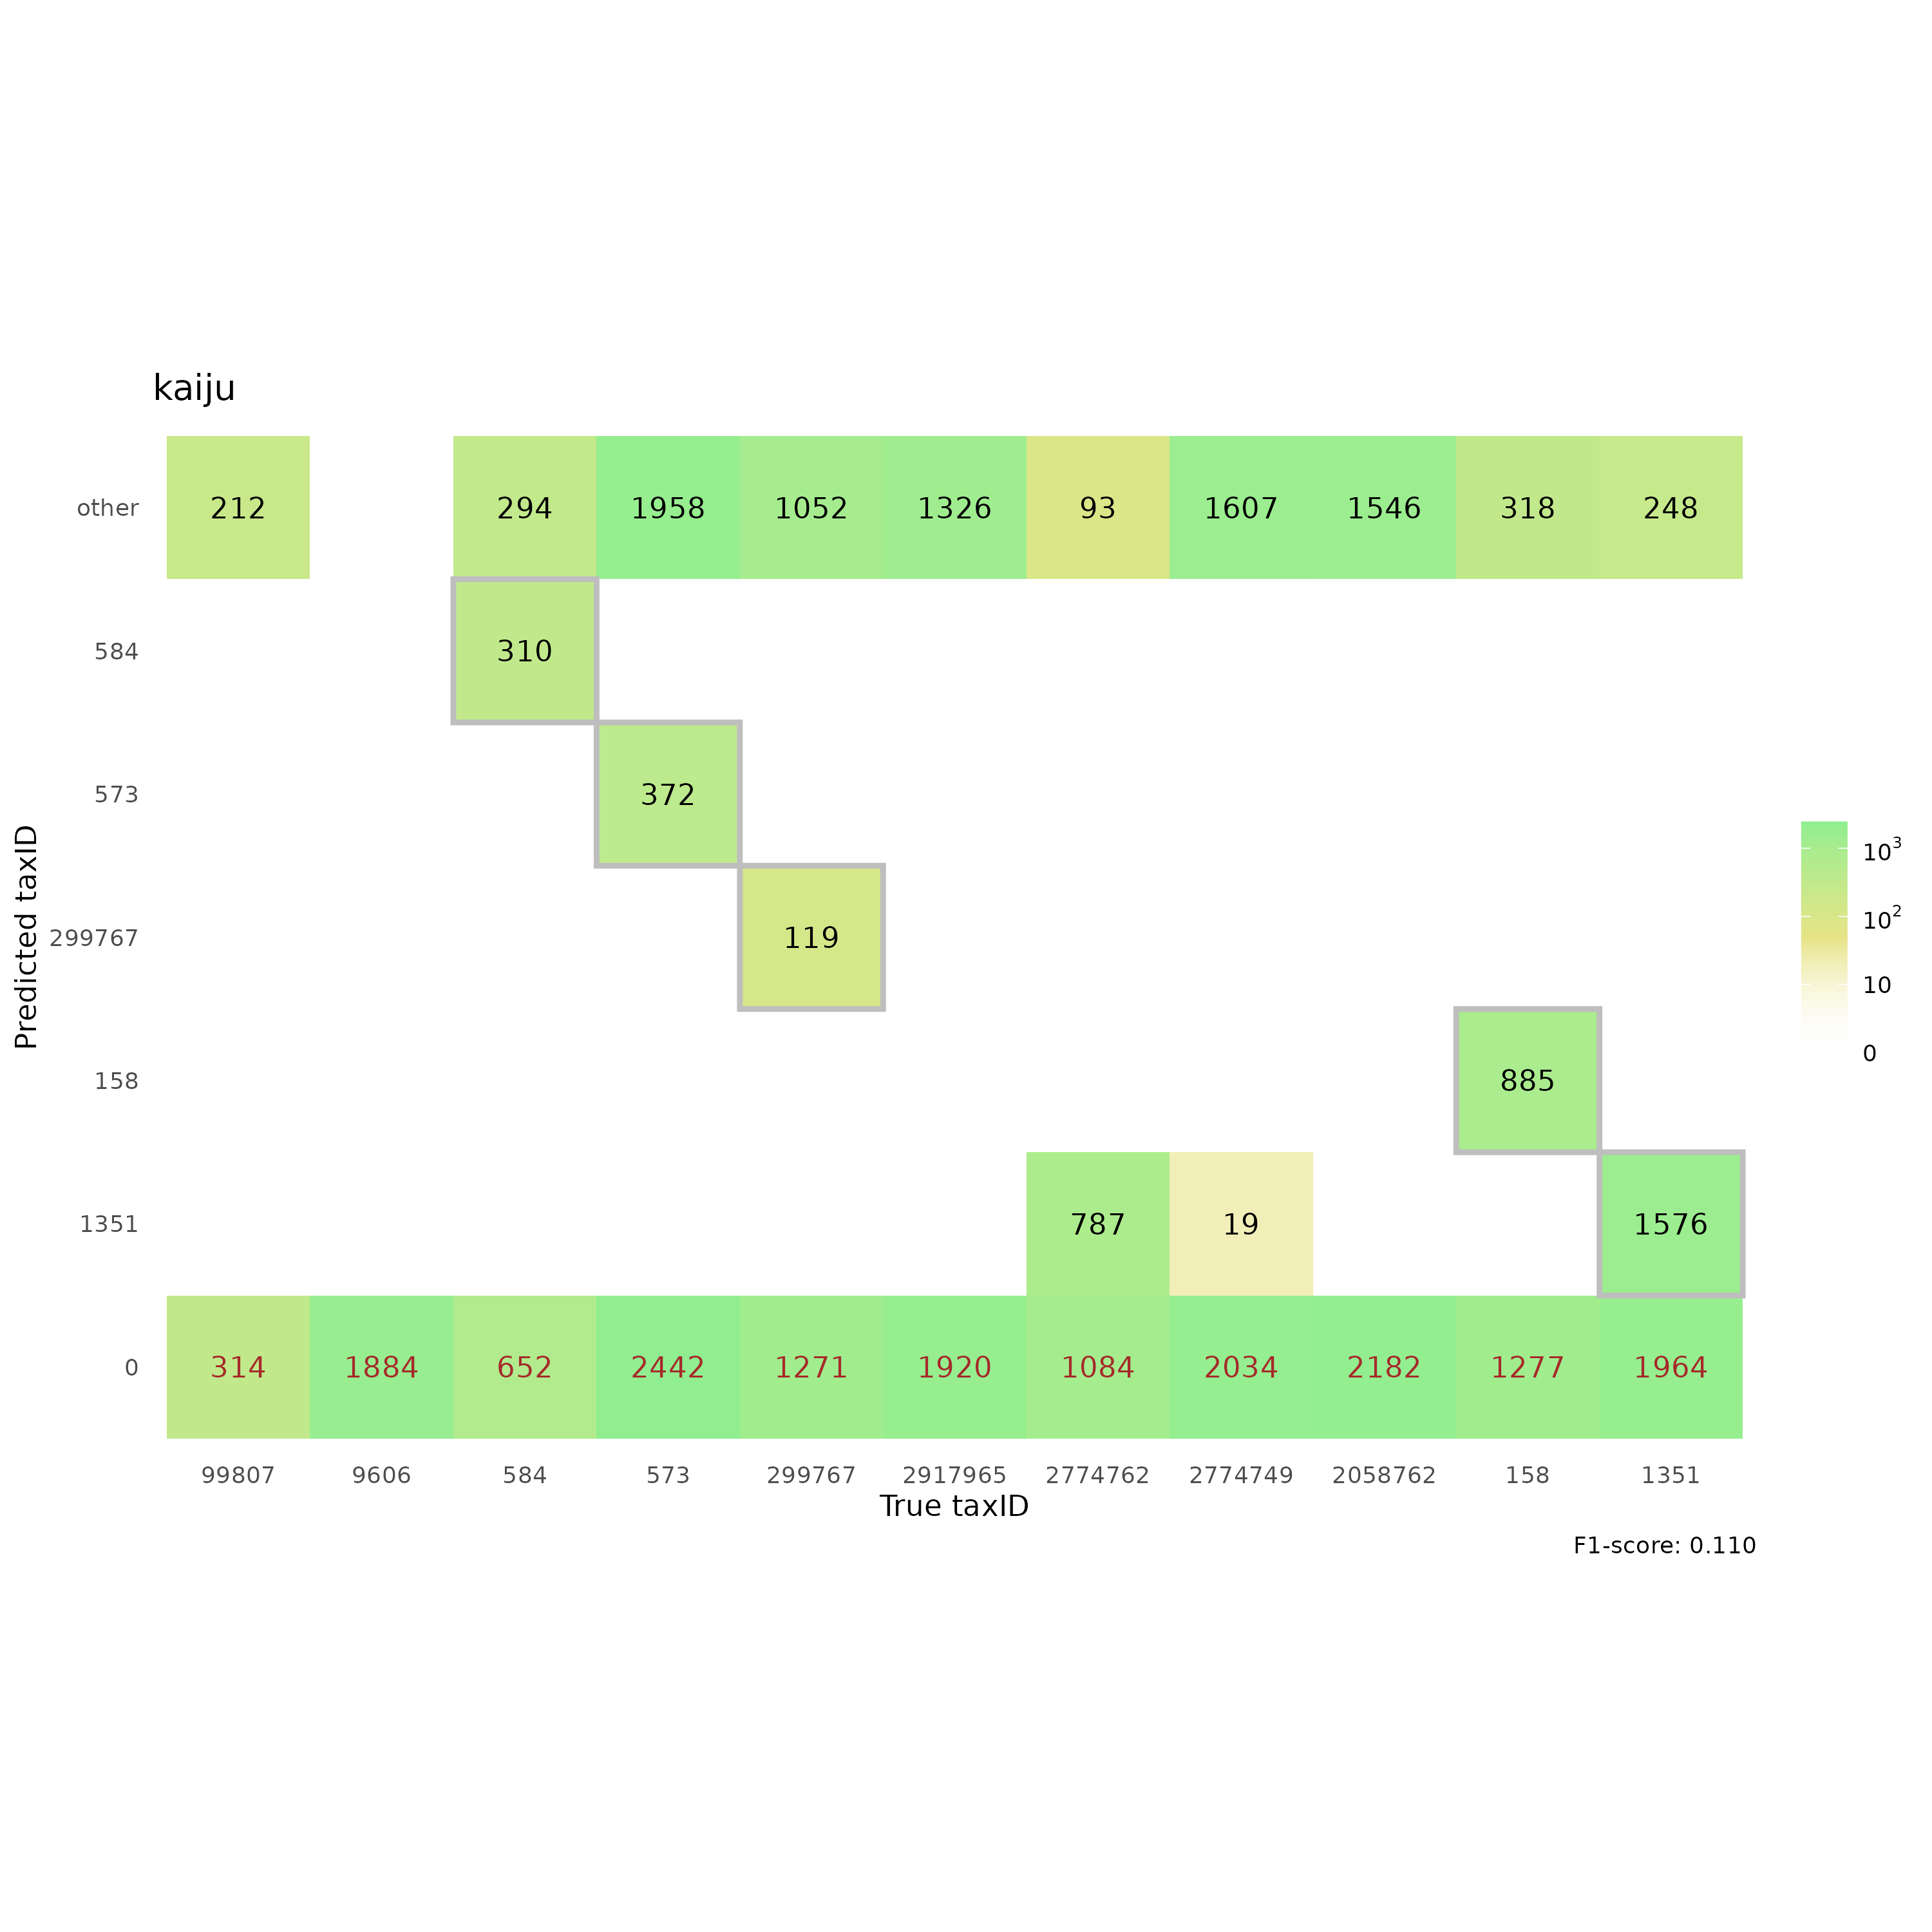 kaiju
other 212 294 1958 1052 1326 93 1607 1546 318 248
584 310
573 372
299767 119
158 885
1351 787 19 1576
0 314 1884 652 2442 1271 1920 1084 2034 2182 1277 1964
99807 9606 584 573 299767 2917965 2774762 2774749 2058762 158 1351
True taxID
Predicted taxID
10³
10²
10
0
F1-score: 0.110